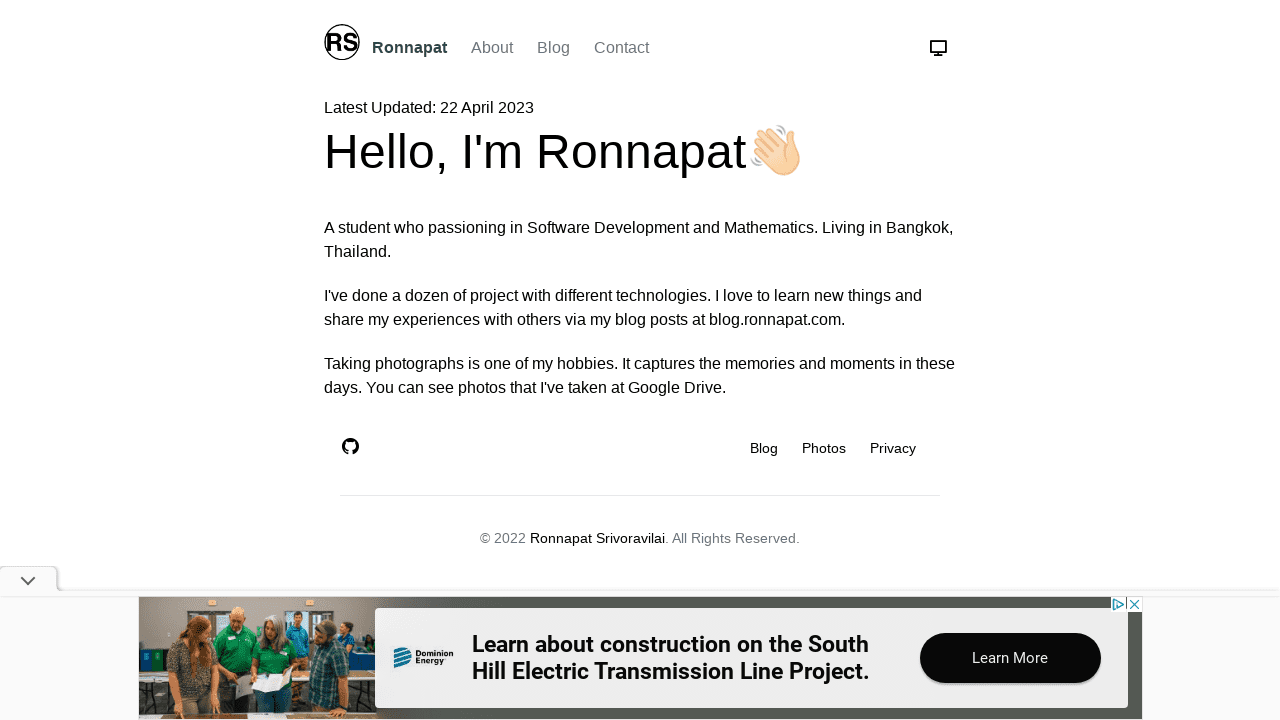 RS Ronnapat About Blog Contact
Latest Updated: 22 April 2023
Hello, I'm Ronnapat👋🏻
A student who passioning in Software Development and Mathematics. Living in Bangkok,
Thailand.
I've done a dozen of project with different technologies. I love to learn new things and
share my experiences with others via my blog posts at blog.ronnapat.com.
Taking photographs is one of my hobbies. It captures the memories and moments in these
days. You can see photos that I've taken at Google Drive.
Blog Photos Privacy
© 2022 Ronnapat Srivoravilai. All Rights Reserved.
Dominion
Energy®
Learn about construction on the South
Hill Electric Transmission Line Project.
Learn More